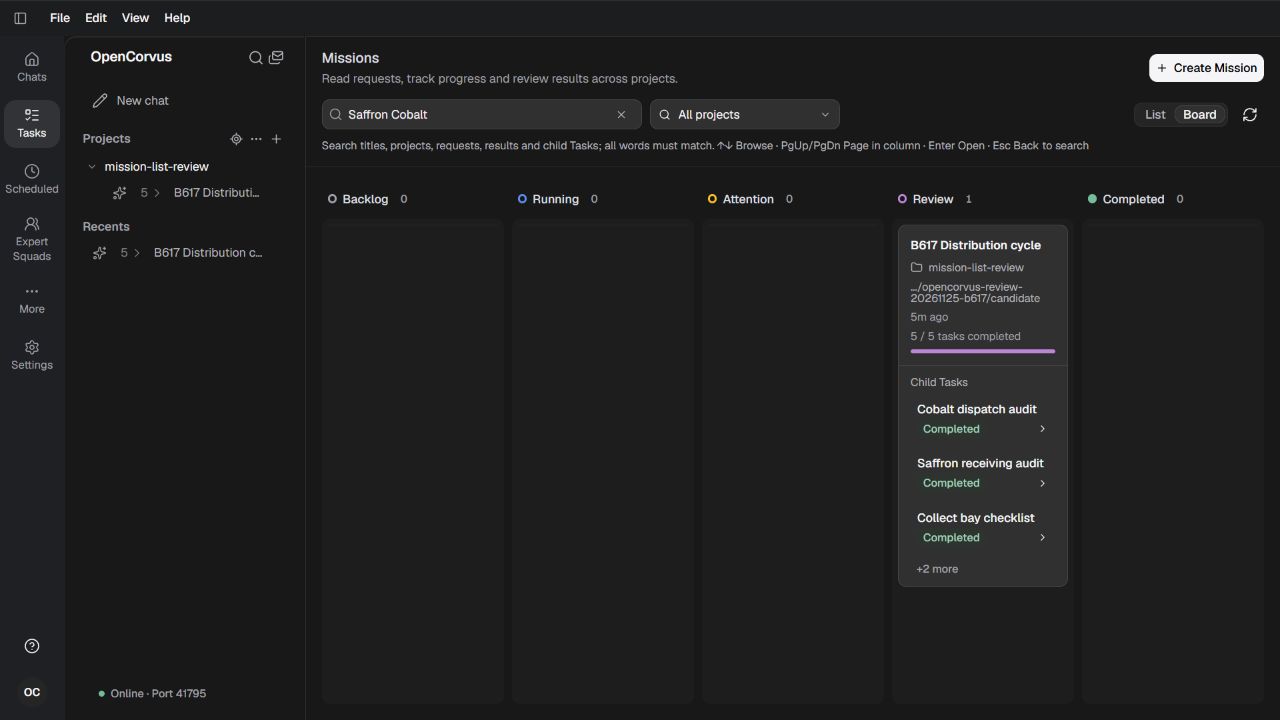 File Edit View Help
Chats
Tasks
Scheduled
Expert
Squads
More
Settings
OC
OpenCorvus
New chat
Projects
mission-list-review
5 B617 Distributi...
Recents
5 B617 Distribution c...
Online · Port 41795
Missions
Read requests, track progress and review results across projects.
Create Mission
Saffron Cobalt
All projects
List Board
Search titles, projects, requests, results and child Tasks; all words must match. ↑↓ Browse · PgUp/PgDn Page in column · Enter Open · Esc Back to search
Backlog 0
Running 0
Attention 0
Review 1
Completed 0
B617 Distribution cycle
mission-list-review
.../opencorvus-review-
20261125-b617/candidate
5m ago
5 / 5 tasks completed
Child Tasks
Cobalt dispatch audit
Completed
Saffron receiving audit
Completed
Collect bay checklist
Completed
+2 more